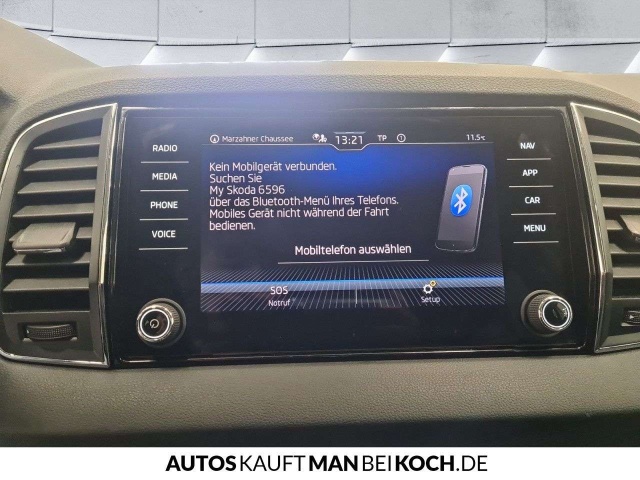 Marzahner Chaussee 13:21 TP 11.5°C
RADIO
MEDIA
PHONE
VOICE
Kein Mobilgerät verbunden.
Suchen Sie
My Skoda 6596
über das Bluetooth-Menü Ihres Telefons.
Mobiles Gerät nicht während der Fahrt
bedienen.
Mobiltelefon auswählen
SOS
Notruf
Setup
NAV
APP
CAR
MENU
AUTOSKAUFTMANBEIKOCH.DE